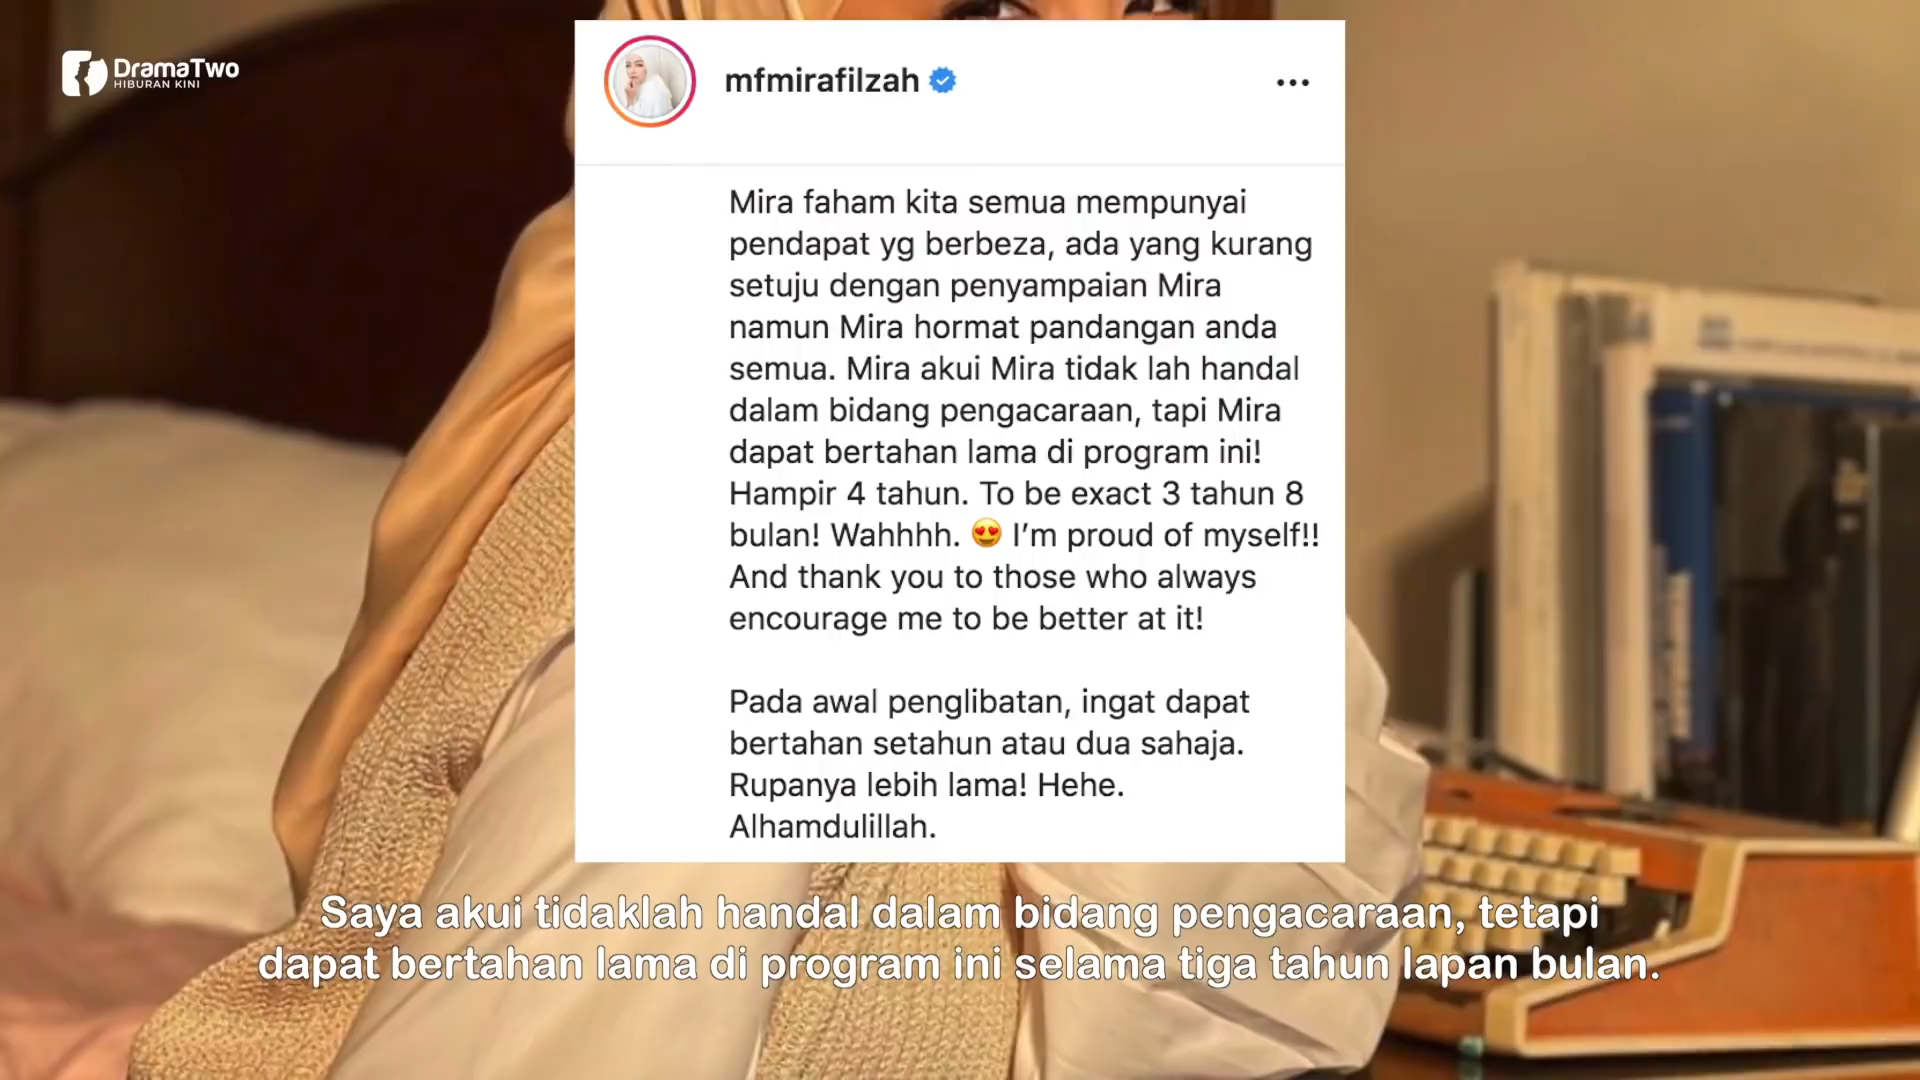 DramaTwo
HIBURAN KINI
mfmirafilzah
Mira faham kita semua mempunyai
pendapat yg berbeza, ada yang kurang
setuju dengan penyampaian Mira
namun Mira hormat pandangan anda
semua. Mira akui Mira tidak lah handal
dalam bidang pengacaraan, tapi Mira
dapat bertahan lama di program ini!
Hampir 4 tahun. To be exact 3 tahun 8
bulan! Wahhhh. 😍 I’m proud of myself!!
And thank you to those who always
encourage me to be better at it!
Pada awal penglibatan, ingat dapat
bertahan setahun atau dua sahaja.
Rupanya lebih lama! Hehe.
Alhamdulillah.
Saya akui tidaklah handal dalam bidang pengacaraan, tetapi
dapat bertahan lama di program ini selama tiga tahun lapan bulan.